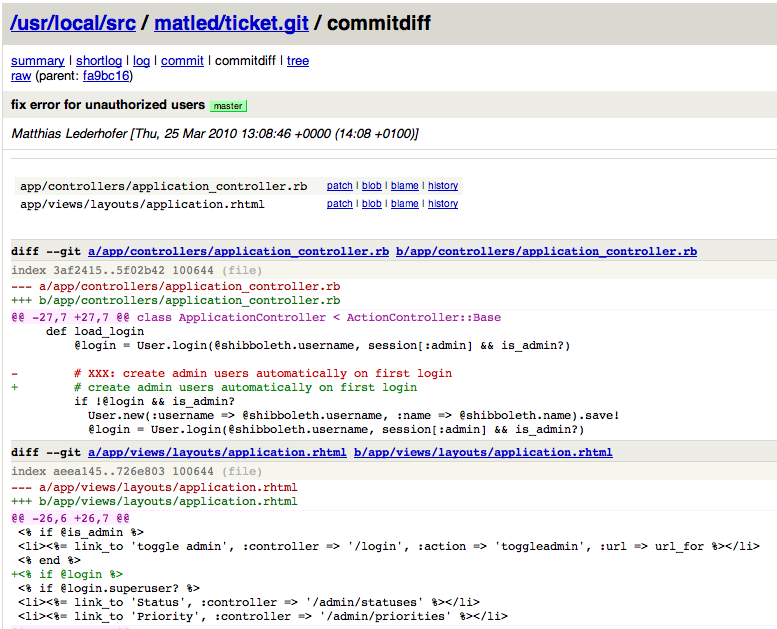 /usr/local/src / matled/ticket.git / commitdiff
summary | shortlog | log | commit | commitdiff | tree
raw (parent: fa9bc16)
fix error for unauthorized users master
Matthias Lederhofer [Thu, 25 Mar 2010 13:08:46 +0000 (14:08 +0100)]
app/controllers/application_controller.rb patch | blob | blame | history
app/views/layouts/application.rhtml patch | blob | blame | history
diff --git a/app/controllers/application_controller.rb b/app/controllers/application_controller.rb
index 3af2415..5f02b42 100644 (file)
--- a/app/controllers/application_controller.rb
+++ b/app/controllers/application_controller.rb
@@ -27,7 +27,7 @@ class ApplicationController < ActionController::Base
     def load_login
         @login = User.login(@shibboleth.username, session[:admin] && is_admin?)
-        # XXX: create admin users automatically on first login
+        # create admin users automatically on first login
         if !@login && is_admin?
           User.new(:username => @shibboleth.username, :name => @shibboleth.name).save!
           @login = User.login(@shibboleth.username, session[:admin] && is_admin?)
diff --git a/app/views/layouts/application.rhtml b/app/views/layouts/application.rhtml
index aeea145..726e803 100644 (file)
--- a/app/views/layouts/application.rhtml
+++ b/app/views/layouts/application.rhtml
@@ -26,6 +26,7 @@
 <% if @is_admin %>
 <li><%= link_to 'toggle admin', :controller => '/login', :action => 'toggleadmin', :url => url_for %></li>
 <% end %>
+<% if @login %>
 <% if @login.superuser? %>
 <li><%= link_to 'Status', :controller => '/admin/statuses' %></li>
 <li><%= link_to 'Priority', :controller => '/admin/priorities' %></li>